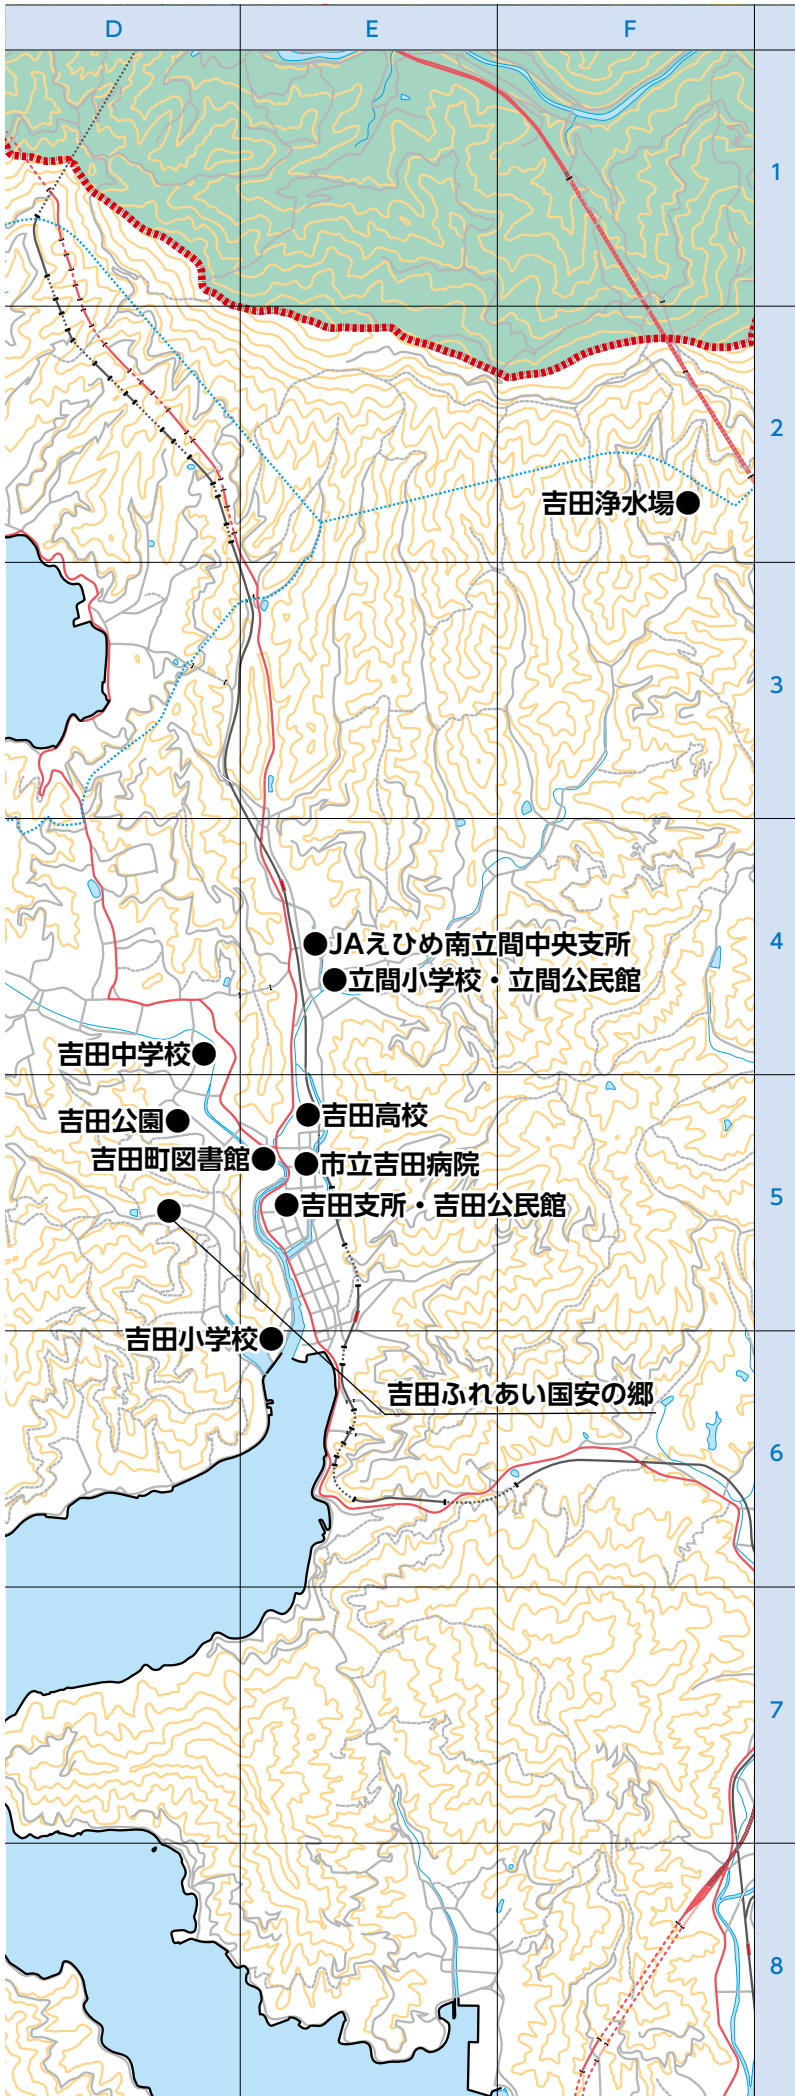 D E F
1
2
吉田浄水場
3
JAえひめ南立間中央支所
4
立間小学校・立間公民館
吉田中学校
吉田公園
吉田高校
吉田町図書館
市立吉田病院
5
吉田支所・吉田公民館
吉田小学校
吉田ふれあい国安の郷
6
7
8